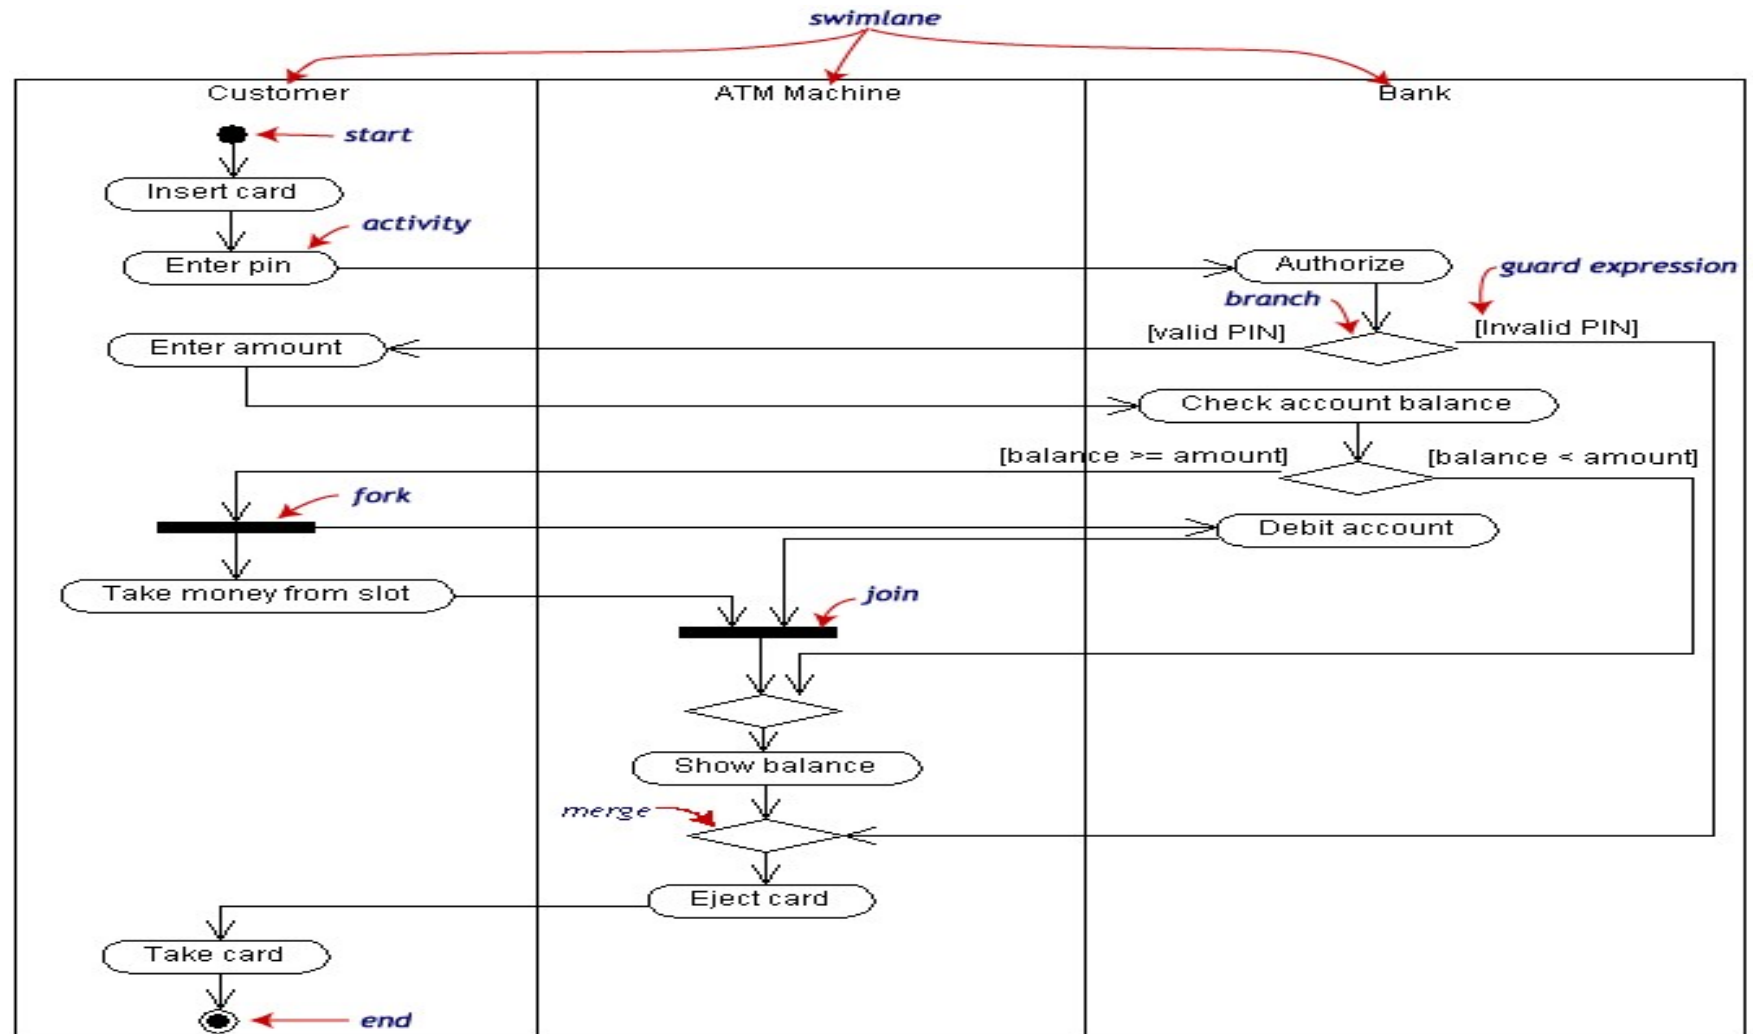 swimlane
Customer
ATM Machine
Bank
start
Insert card
activity
Enter pin
Authorize
guard expression
branch
[valid PIN]
[Invalid PIN]
Enter amount
Check account balance
[balance >= amount]
[balance < amount]
fork
Debit account
Take money from slot
join
Show balance
merge
Eject card
Take card
end